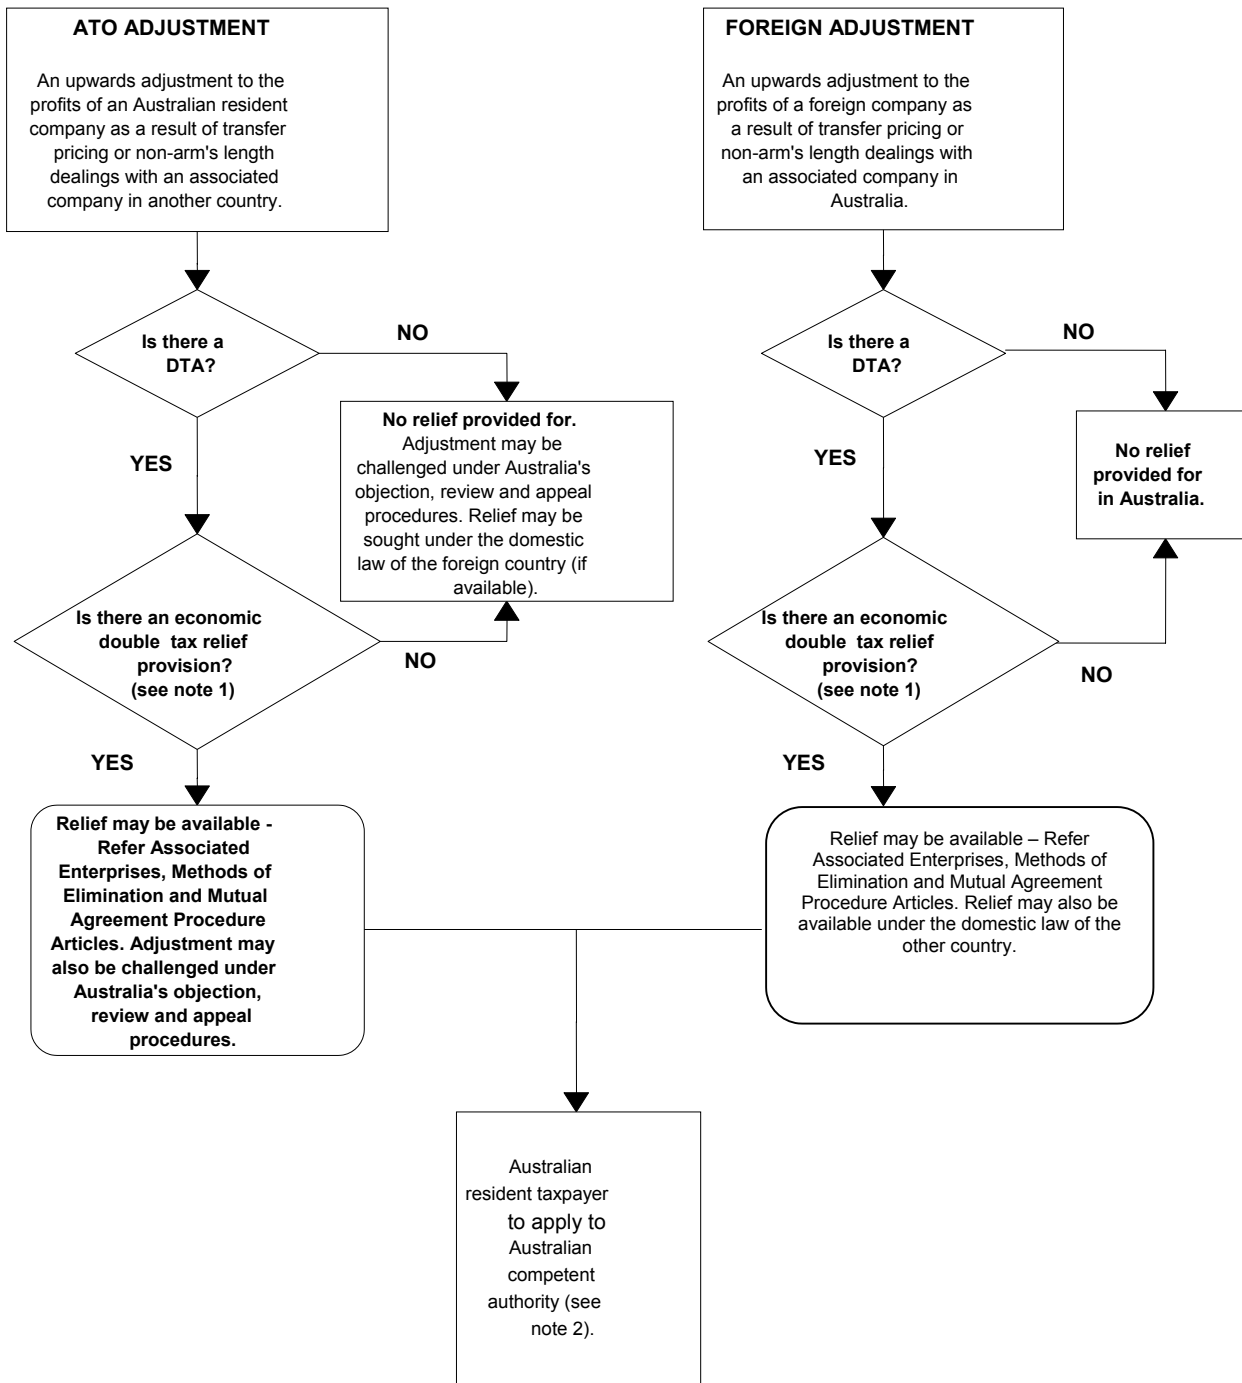 ATO ADJUSTMENT
An upwards adjustment to the
profits of an Australian resident
company as a result of transfer
pricing or non-arm's length
dealings with an associated
company in another country.
Is there a
DTA?
NO
YES
No relief provided for.
Adjustment may be
challenged under Australia's
objection, review and appeal
procedures. Relief may be
sought under the domestic
law of the foreign country (if
available).
Is there an economic
double tax relief
provision?
(see note 1)
NO
YES
Relief may be available -
Refer Associated
Enterprises, Methods of
Elimination and Mutual
Agreement Procedure
Articles. Adjustment may
also be challenged under
Australia's objection,
review and appeal
procedures.
FOREIGN ADJUSTMENT
An upwards adjustment to the
profits of a foreign company as
a result of transfer pricing or
non-arm's length dealings with
an associated company in
Australia.
Is there a
DTA?
NO
YES
No relief
provided for
in Australia.
Is there an economic
double tax relief
provision?
(see note 1)
NO
YES
Relief may be available – Refer
Associated Enterprises, Methods of
Elimination and Mutual Agreement
Procedure Articles. Relief may also be
available under the domestic law of the
other country.
Australian
resident taxpayer
to apply to
Australian
competent
authority (see
note 2).